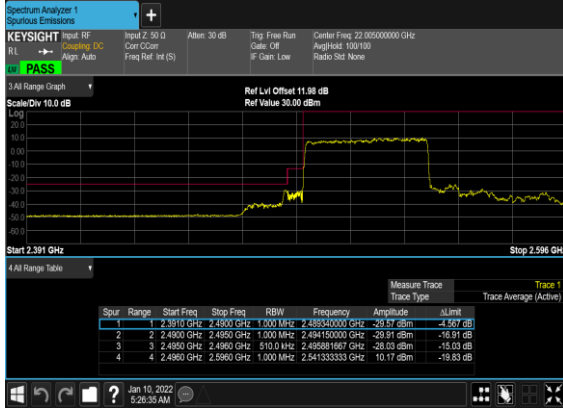 Spectrum Analyzer 1
Spurious Emissions
+
KEYSIGHT Input: RF Input Z: 50 Ω Atten: 30 dB Trig: Free Run Center Freq: 22.005000000 GHz
RL Coupling: DC Corr CCorr Gate: Off Avg|Hold: 100/100
Align: Auto Freq Ref: Int (S) IF Gain: Low Radio Std: None
PASS
3 All Range Graph
Ref Lvl Offset 11.98 dB
Scale/Div 10.0 dB Ref Value 30.00 dBm
Log
20.0
10.0
0.00
-10.0
-20.0
-30.0
-40.0
-50.0
-60.0
Start 2.391 GHz Stop 2.596 GH
4 All Range Table
Measure Trace Trace 1
Trace Type Trace Average (Active)
Spur Range Start Freq Stop Freq RBW Frequency Amplitude ΔLimit
1 1 2.3910 GHz 2.4900 GHz 1.000 MHz 2.489340000 GHz -29.57 dBm -4.567 dB
2 2 2.4900 GHz 2.4950 GHz 1.000 MHz 2.494150000 GHz -29.91 dBm -16.91 dB
3 3 2.4950 GHz 2.4960 GHz 510.0 kHz 2.495881667 GHz -28.03 dBm -15.03 dB
4 4 2.4960 GHz 2.5960 GHz 1.000 MHz 2.541333333 GHz 10.17 dBm -19.83 dB
? Jan 10, 2022
5:26:35 AM